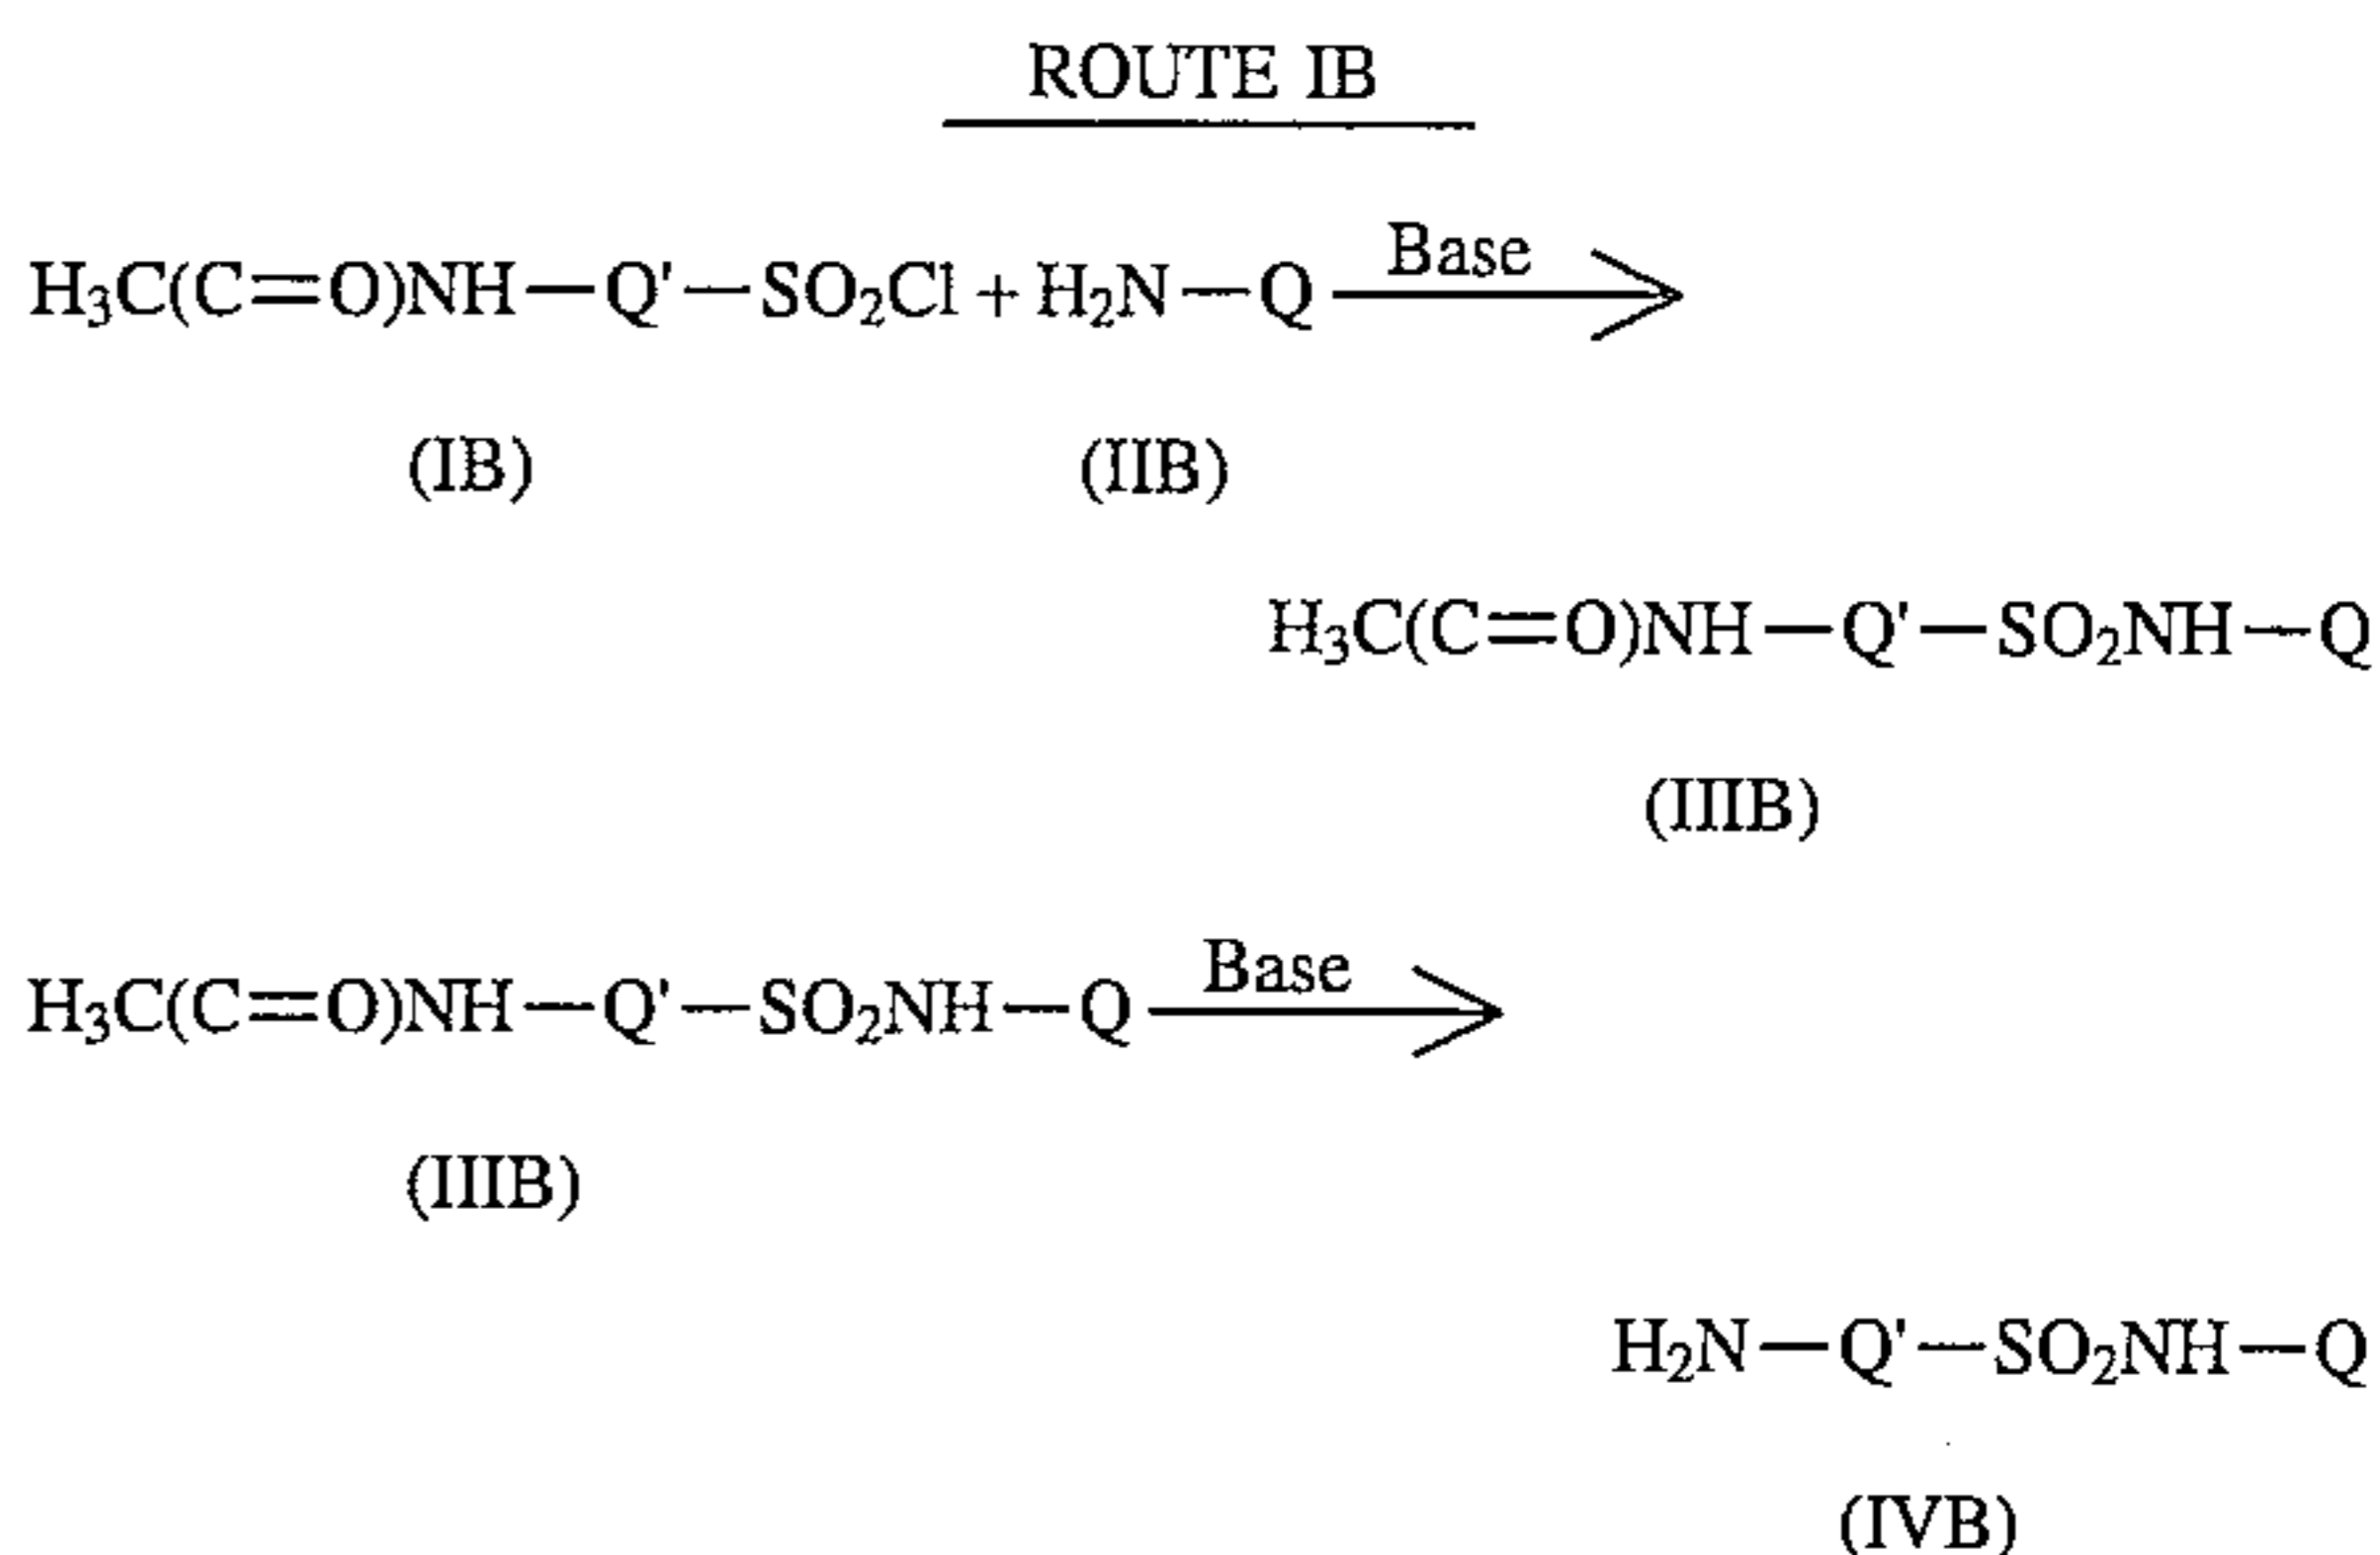 ROUTE IB
H₃C(C=O)NH—Q'—SO₂Cl + H₂N—Q Base
(IB) (IIB)
H₃C(C=O)NH—Q'—SO₂NH—Q
(IIIB)
H₃C(C=O)NH—Q'—SO₂NH—Q Base
(IIIB)
H₂N—Q'—SO₂NH—Q
(IVB)